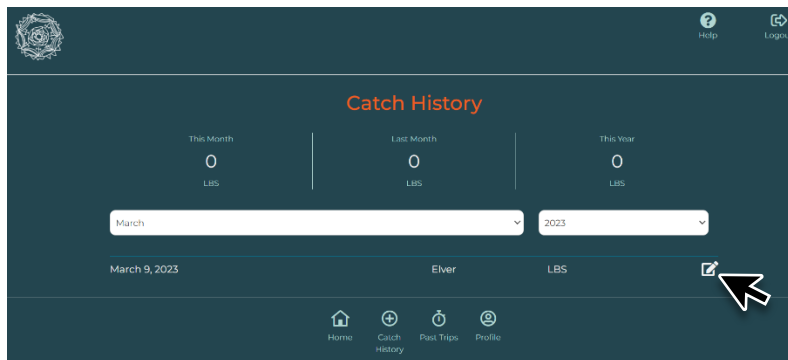 Help
Logou
Catch History
This Month
Last Month
This Year
0
0
0
LBS
LBS
LBS
March
2023
March 9, 2023 Elver LBS
Home
Catch History
Past Trips
Profile